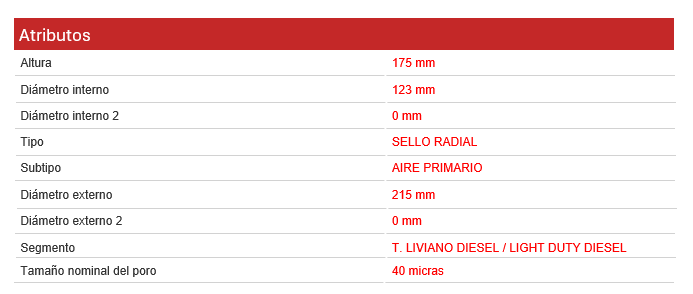 Atributos
Altura 175 mm
Diámetro interno 123 mm
Diámetro interno 2 0 mm
Tipo SELLO RADIAL
Subtipo AIRE PRIMARIO
Diámetro externo 215 mm
Diámetro externo 2 0 mm
Segmento T. LIVIANO DIESEL / LIGHT DUTY DIESEL
Tamaño nominal del poro 40 micras